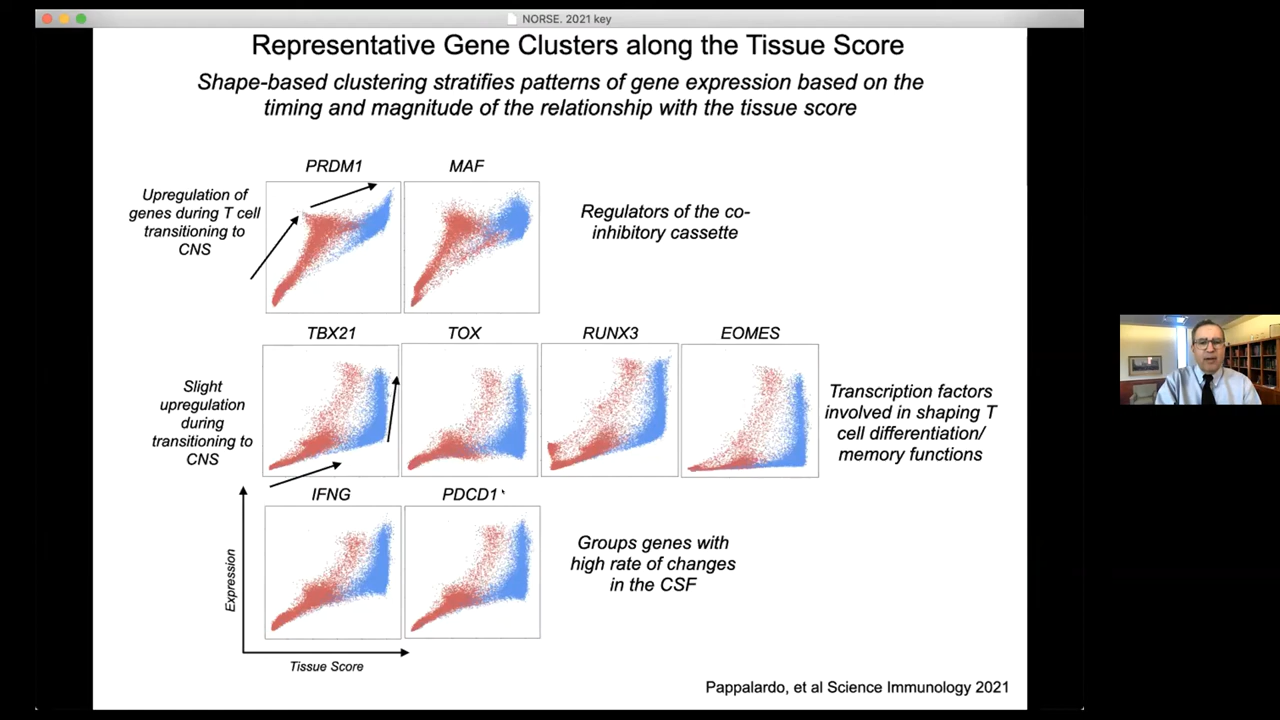 NORSE. 2021 key
Representative Gene Clusters along the Tissue Score
Shape-based clustering stratifies patterns of gene expression based on the
timing and magnitude of the relationship with the tissue score
PRDM1
MAF
Upregulation of
genes during T cell
transitioning to
CNS
Regulators of the co-
inhibitory cassette
TBX21
TOX
RUNX3
EOMES
Slight
upregulation
during
transitioning to
CNS
Transcription factors
involved in shaping T
cell differentiation/
memory functions
IFNG
PDCD1
Groups genes with
high rate of changes
in the CSF
Expression
Tissue Score
Pappalardo, et al Science Immunology 2021